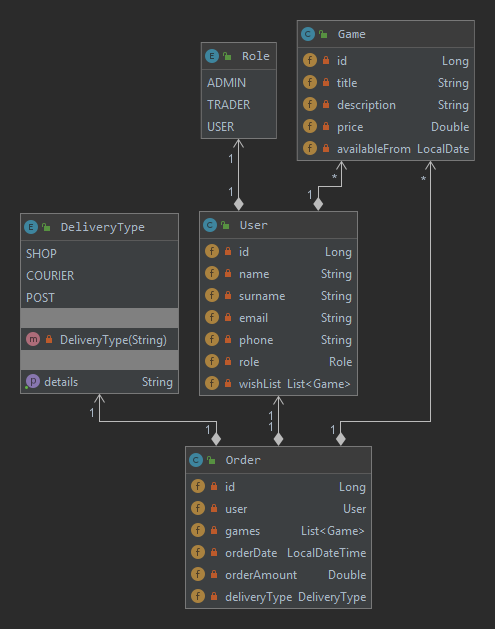 Game
id Long
title String
description String
price Double
availableFrom LocalDate
Role
ADMIN
TRADER
USER
1
*
*
1
1
DeliveryType
SHOP
COURIER
POST
DeliveryType(String)
details String
User
id Long
name String
surname String
email String
phone String
role Role
wishList List<Game>
1
1
1
1
1
Order
id Long
user User
games List<Game>
orderDate LocalDateTime
orderAmount Double
deliveryType DeliveryType